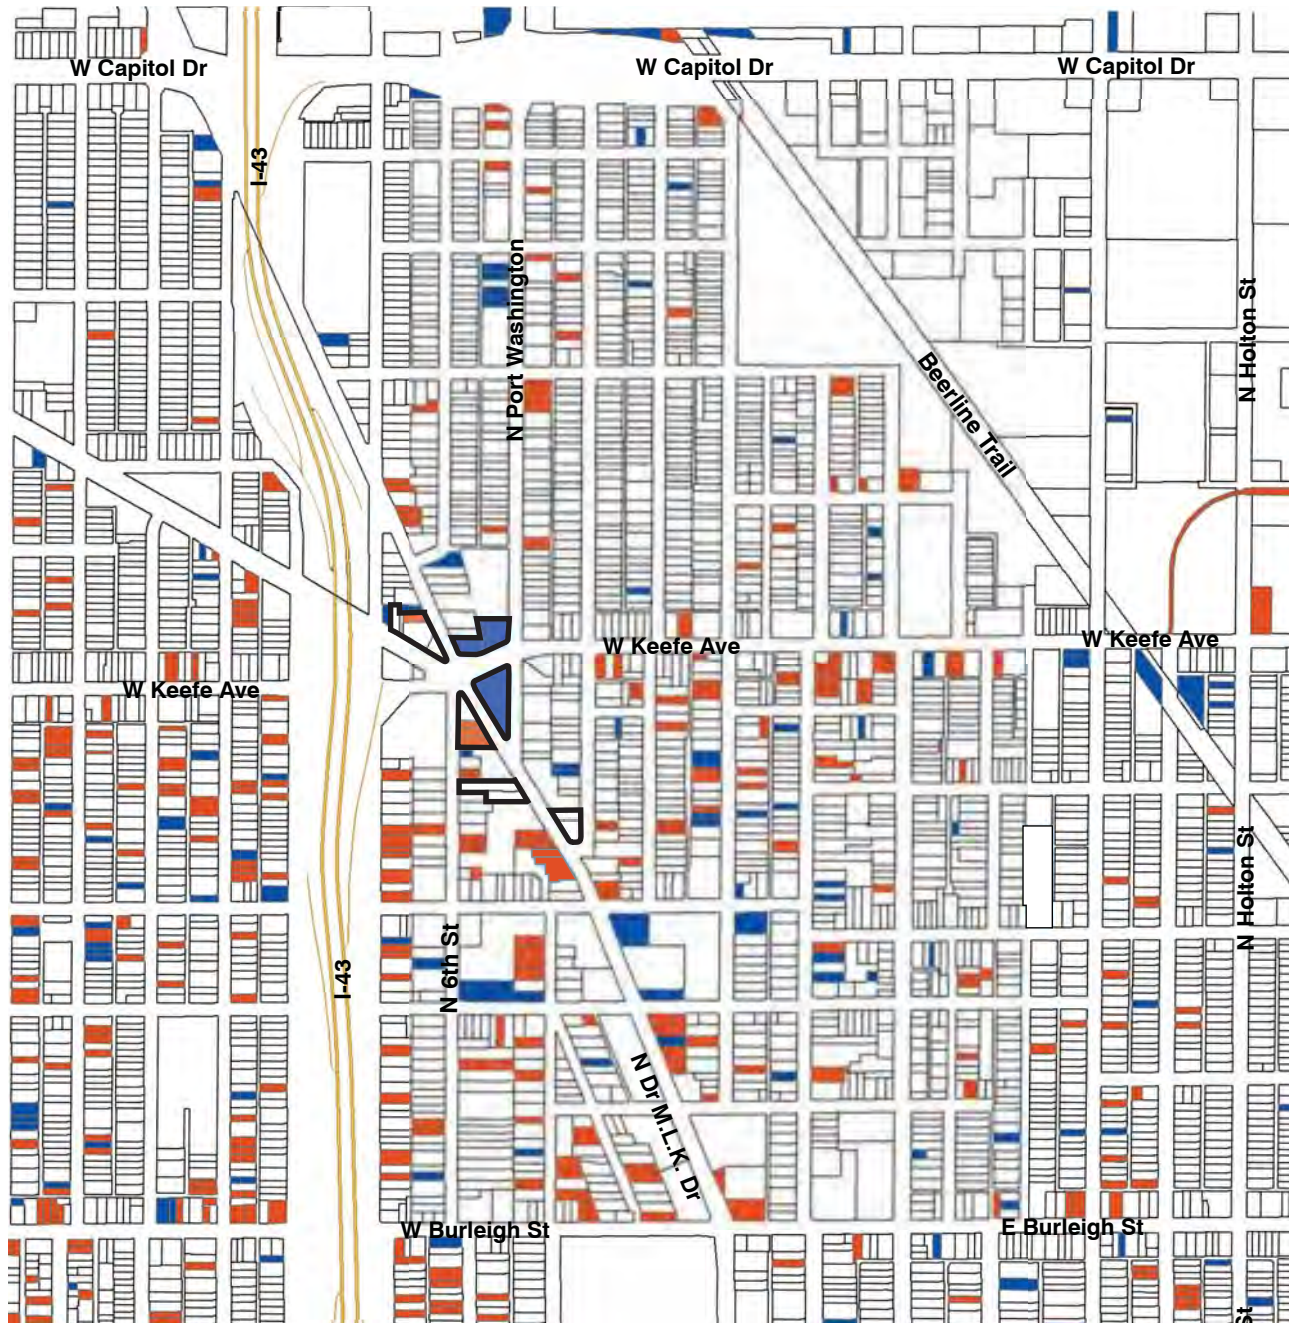 W Capitol Dr
W Capitol Dr
W Capitol Dr
I-43
N Port Washington
N Holton St
Beerline Trail
W Keefe Ave
W Keefe Ave
W Keefe Ave
N Holton St
N 6th St
I-43
N Dr M.L.K. Dr
W Burleigh St
E Burleigh St
St